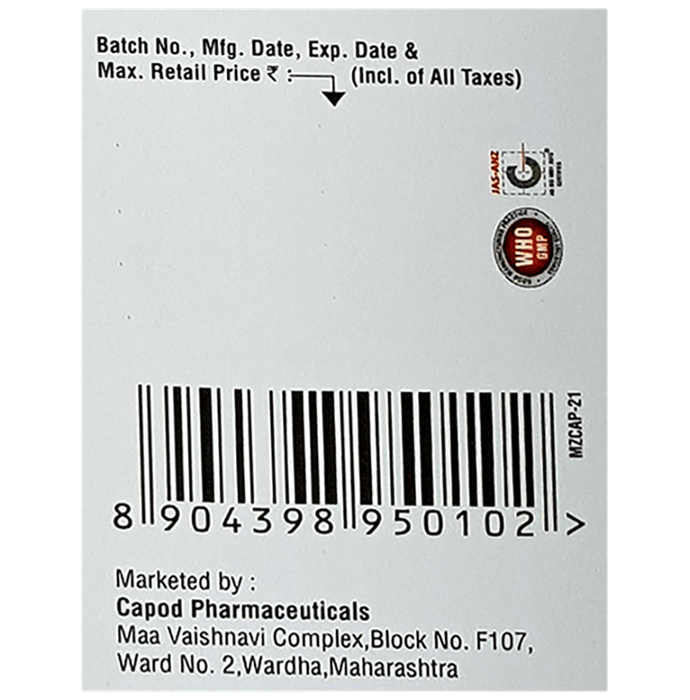 Batch No., Mfg. Date, Exp. Date &
Max. Retail Price ₹ : (Incl. of All Taxes)
JAS-ANZ
WHO
GMP
MZCAP-21
8 904398 950102 >
Marketed by :
Capod Pharmaceuticals
Maa Vaishnavi Complex,Block No. F107,
Ward No. 2,Wardha,Maharashtra